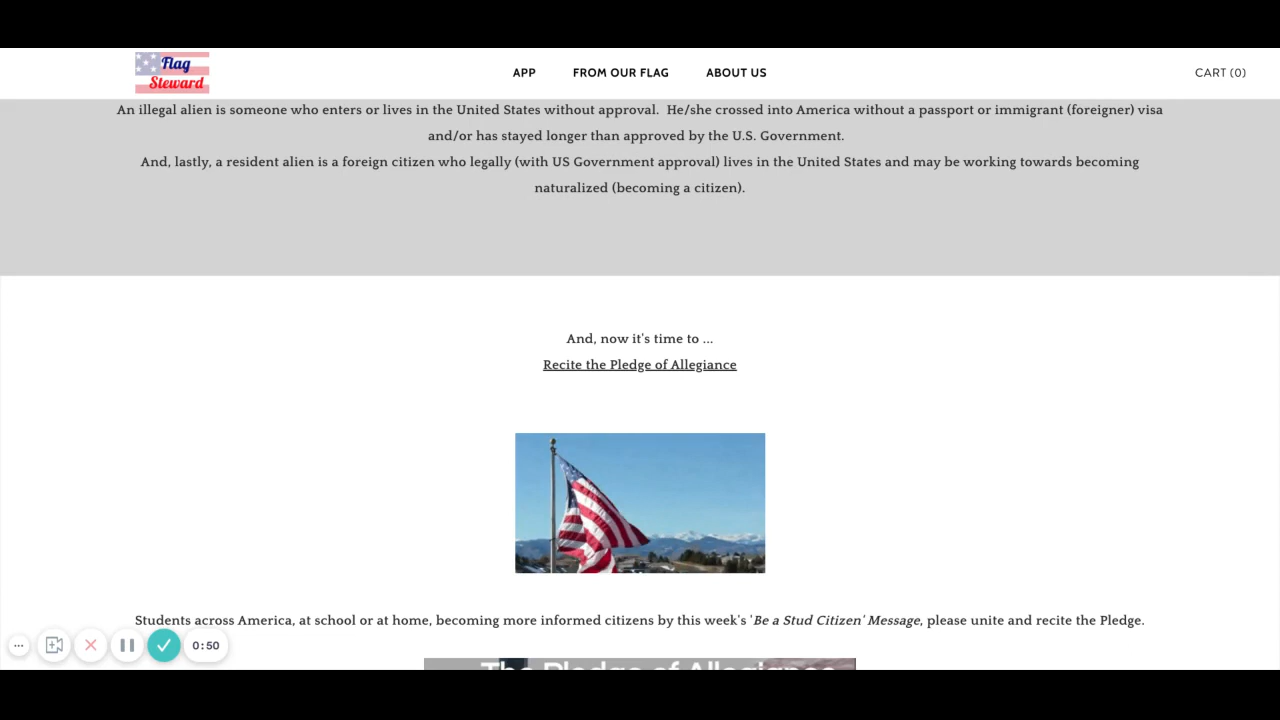 Flag
Steward
APP
FROM OUR FLAG
ABOUT US
CART (0)
An illegal alien is someone who enters or lives in the United States without approval.  He/she crossed into America without a passport or immigrant (foreigner) visa
and/or has stayed longer than approved by the U.S. Government.
And, lastly, a resident alien is a foreign citizen who legally (with US Government approval) lives in the United States and may be working towards becoming
naturalized (becoming a citizen).
And, now it's time to ...
Recite the Pledge of Allegiance
Students across America, at school or at home, becoming more informed citizens by this week's 'Be a Stud Citizen' Message, please unite and recite the Pledge.
0:50
The Pledge of Allegiance